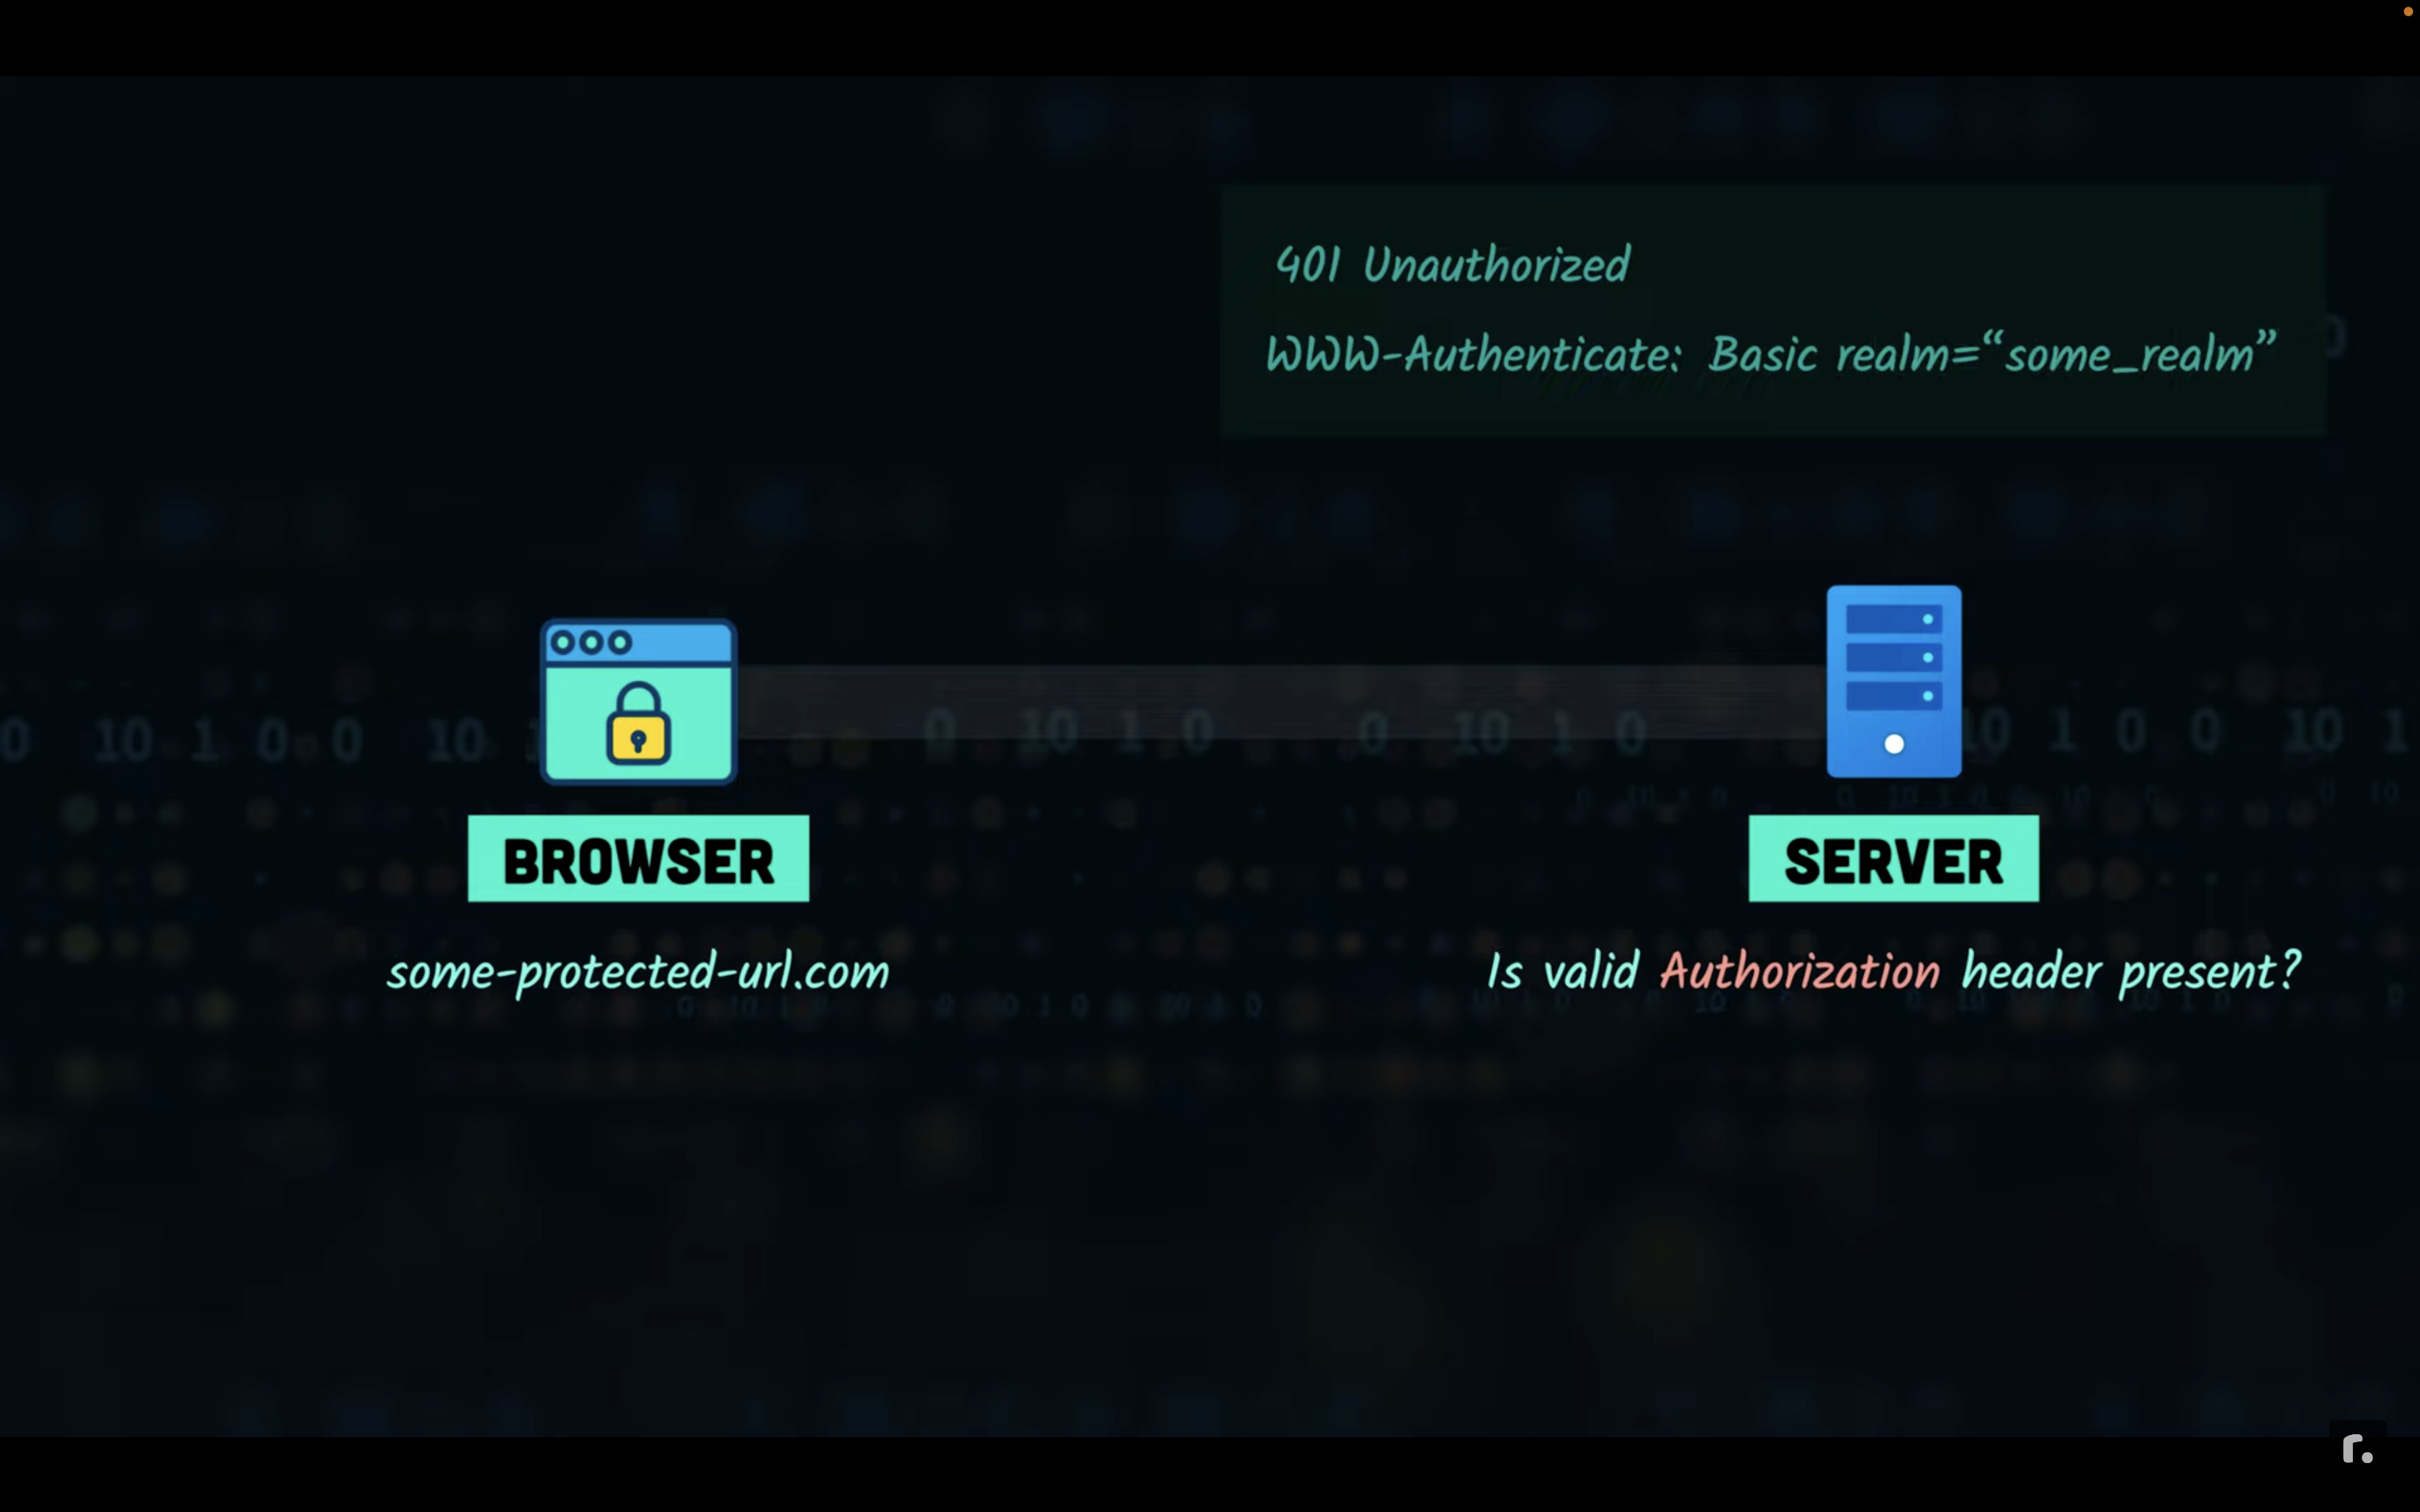 401 Unauthorized
WWW-Authenticate: Basic realm=“some_realm”
BROWSER
SERVER
some-protected-url.com
Is valid Authorization header present?
r.